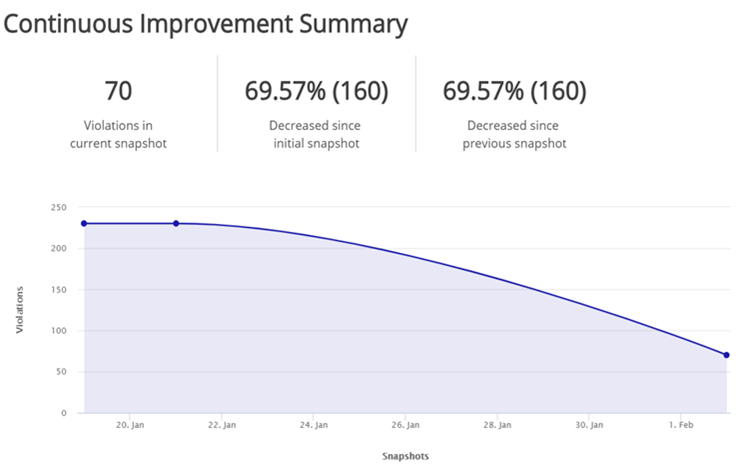 Continuous Improvement Summary
70
Violations in
current snapshot
69.57% (160)
Decreased since
initial snapshot
69.57% (160)
Decreased since
previous snapshot
250
200
150
100
50
0
Violations
20. Jan
22. Jan
24. Jan
26. Jan
28. Jan
30. Jan
1. Feb
Snapshots